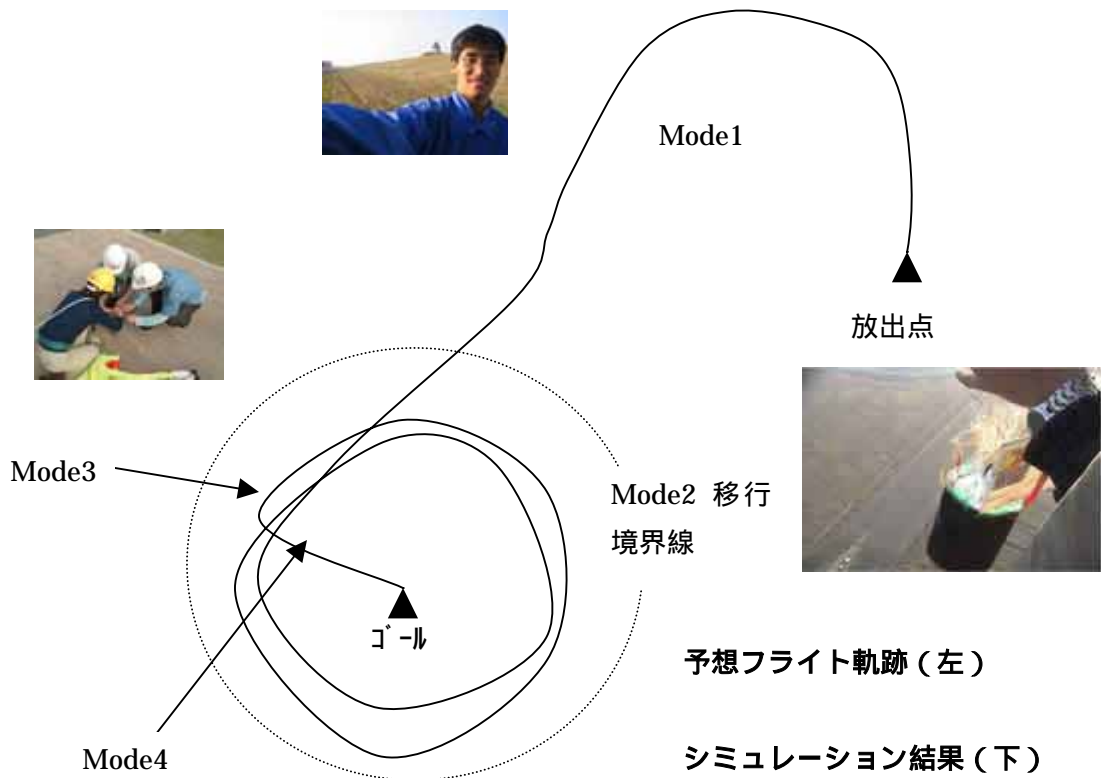 Mode1
放出点
Mode3
Mode2 移行
境界線
ｺﾞｰﾙ
予想フライト軌跡（左）
Mode4
シミュレーション結果（下）